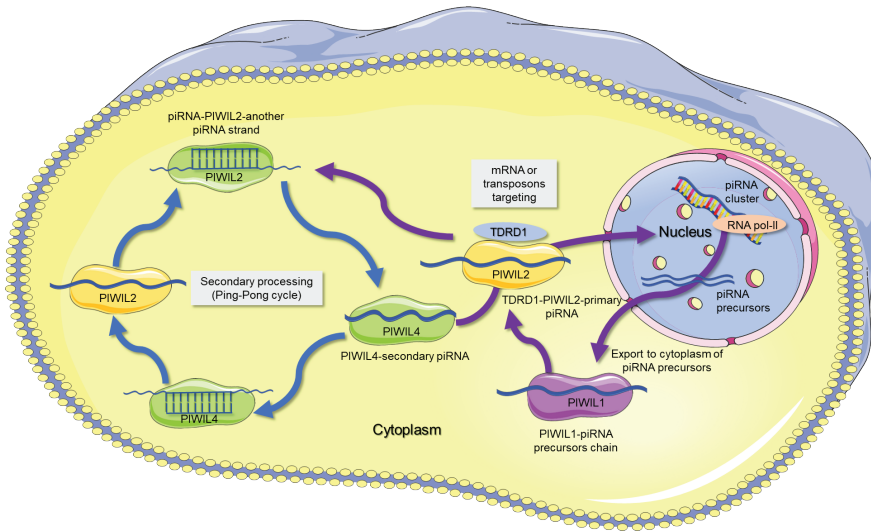 piRNA-PIWIL2-another
piRNA strand
PIWIL2
mRNA or
transposons
targeting
piRNA
cluster
RNA pol-II
Nucleus
TDRD1
PIWIL2
piRNA
precursors
TDRD1-PIWIL2-primary
piRNA
Secondary processing
(Ping-Pong cycle)
PIWIL2
PIWIL4
PIWIL4-secondary piRNA
Export to cytoplasm of
piRNA precursors
PIWIL4
PIWIL1
Cytoplasm
PIWIL1-piRNA
precursors chain